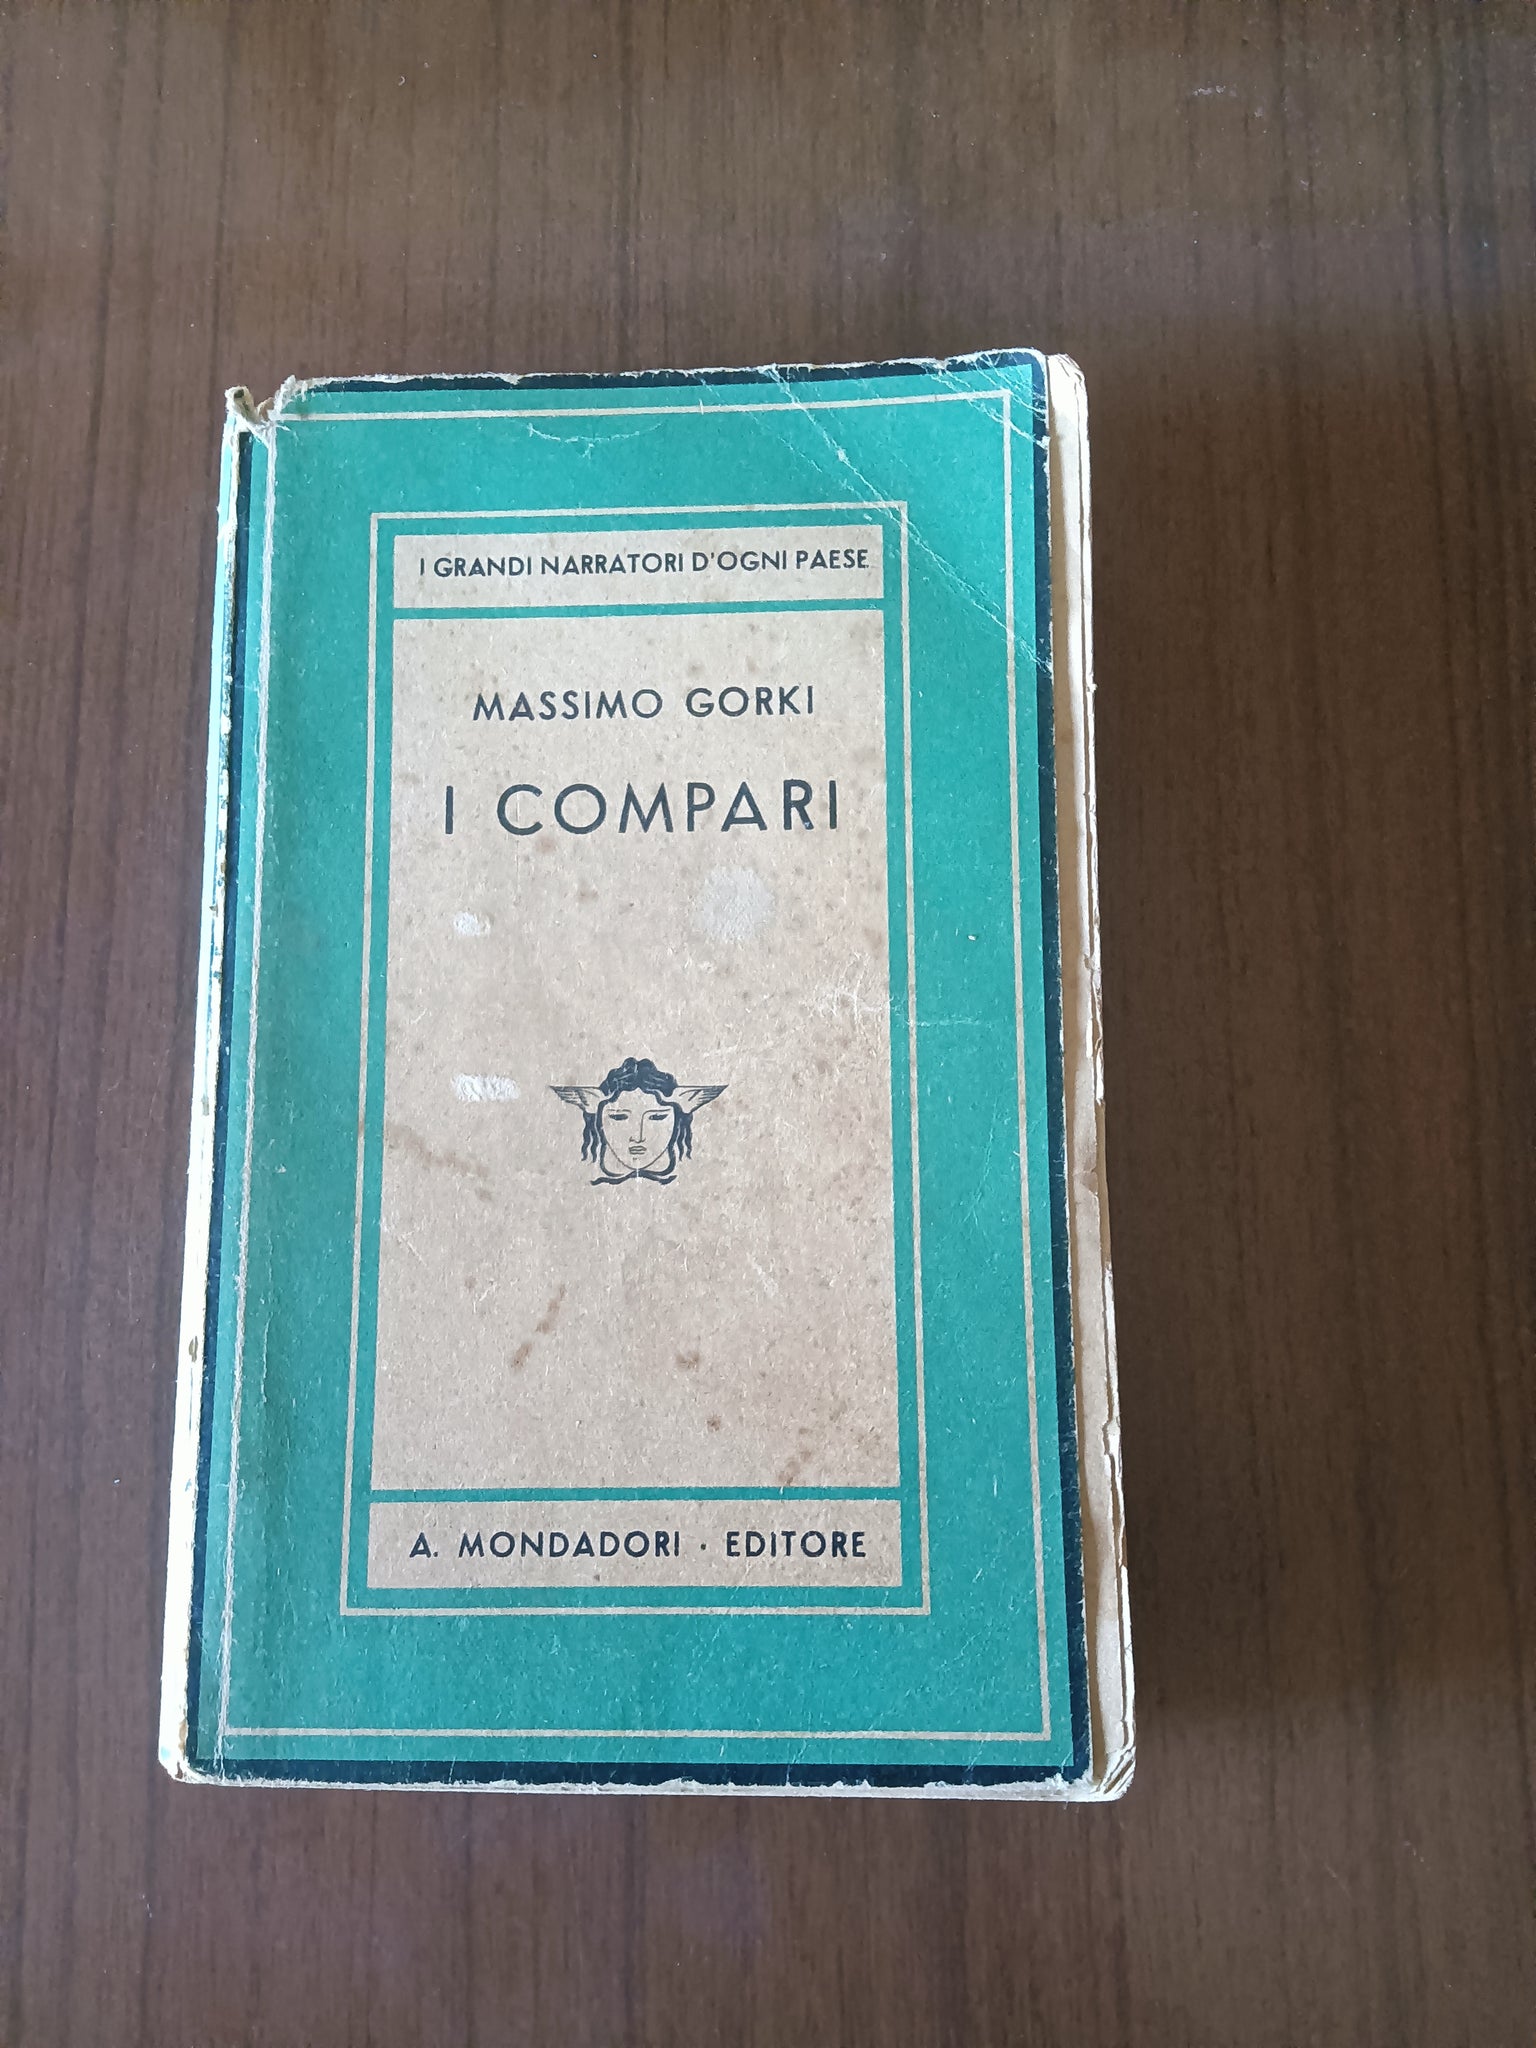 I GRANDI NARRATORI D'OGNI PAESE
MASSIMO GORKI
I COMPARI
A. MONDADORI · EDITORE